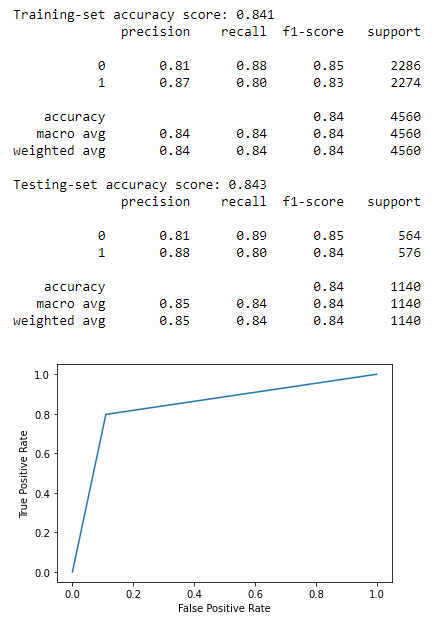 Training-set accuracy score: 0.841
precision recall f1-score support
0 0.81 0.88 0.85 2286
1 0.87 0.80 0.83 2274
accuracy 0.84 4560
macro avg 0.84 0.84 0.84 4560
weighted avg 0.84 0.84 0.84 4560
Testing-set accuracy score: 0.843
precision recall f1-score support
0 0.81 0.89 0.85 564
1 0.88 0.80 0.84 576
accuracy 0.84 1140
macro avg 0.85 0.84 0.84 1140
weighted avg 0.85 0.84 0.84 1140
1.0
0.8
0.6
0.4
0.2
0.0
True Positive Rate
0.0 0.2 0.4 0.6 0.8 1.0
False Positive Rate